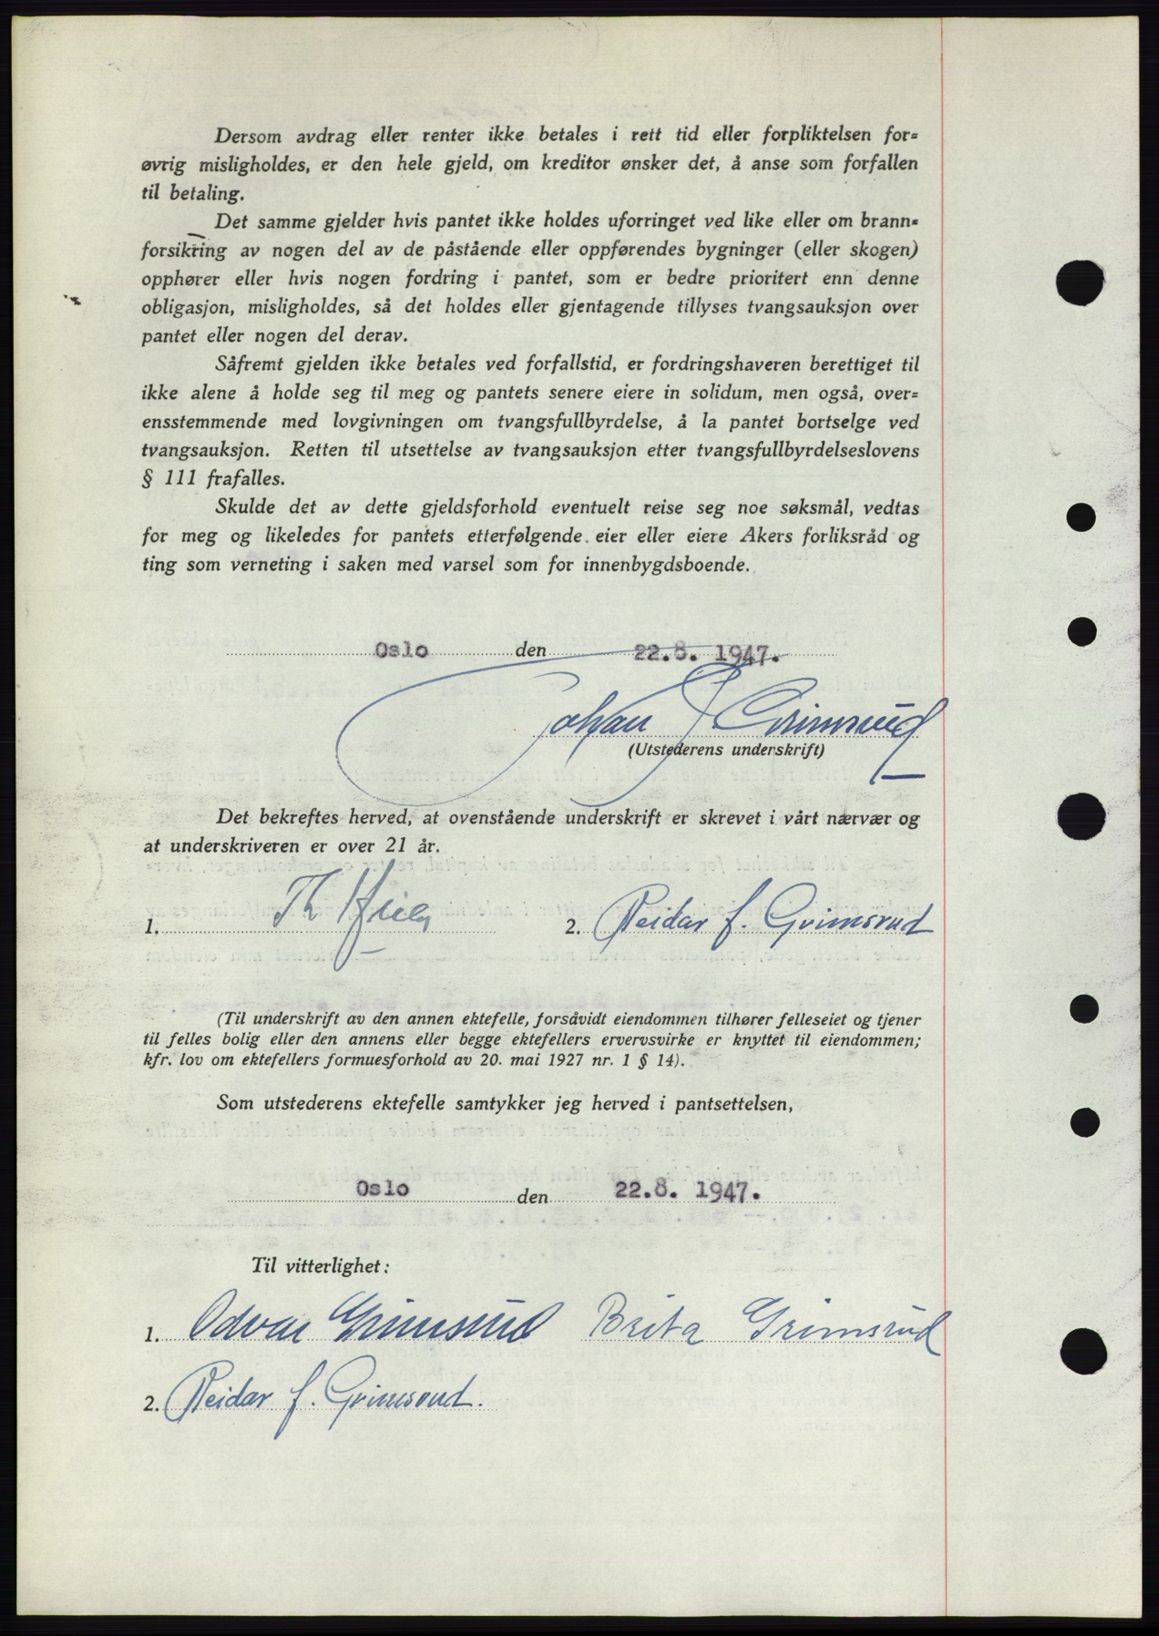 Dersom avdrag eller renter ikke betales i rett tid eller forpliktelsen for=
øvrig misligholdes, er den hele gjeld, om kreditor ønsker det, å anse som forfallen
til betaling.
Det samme gjelder hvis pantet ikke holdes uforringet ved like eller om brann=
forsikring av nogen del av de påstående eller oppførendes bygninger (eller skogen)
opphører eller hvis nogen fordring i pantet, som er bedre prioritert enn denne
obligasjon, misligholdes, så det holdes eller gjentagende tillyses tvangsauksjon over
pantet eller nogen del derav.
Såfremt gjelden ikke betales ved forfallstid, er fordringshaveren berettiget til
ikke alene å holde seg til meg og pantets senere eiere in solidum, men også, over=
ensstemmende med lovgivningen om tvangsfullbyrdelse, å la pantet bortselge ved
tvangsauksjon. Retten til utsettelse av tvangsauksjon etter tvangsfullbyrdelseslovens
§ 111 frafalles.
Skulde det av dette gjeldsforhold eventuelt reise seg noe søksmål, vedtas
for meg og likeledes for pantets etterfølgende eier eller eiere Akers forliksråd og
ting som verneting i saken med varsel som for innenbygdsboende.
Oslo den 22.8. 1947.
Johan J Grimsrud
(Utstederens underskrift)
Det bekreftes herved, at ovenstående underskrift er skrevet i vårt nærvær og
at underskriveren er over 21 år.
1. Th 2. Reidar f. Grimsrud
(Til underskrift av den annen ektefelle, forsåvidt eiendommen tilhører felleseiet og tjener
til felles bolig eller den annens eller begge ektefellers ervervsvirke er knyttet til eiendommen;
kfr. lov om ektefellers formuesforhold av 20. mai 1927 nr. 1 § 14).
Som utstederens ektefelle samtykker jeg herved i pantsettelsen,
Oslo den 22.8. 1947.
Til vitterlighet:
1. Odvar Grimsrud Brita Grimsrud
2. Reidar f. Grimsrud.